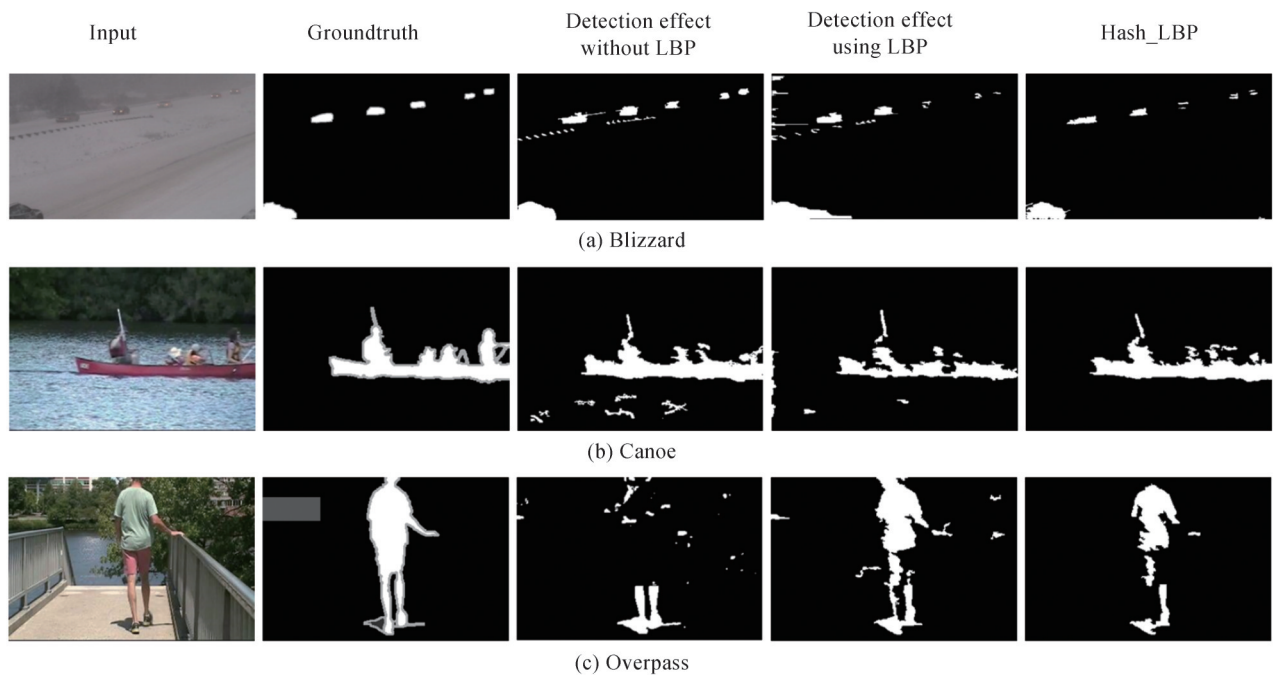 Input
Groundtruth
Detection effect
without LBP
Detection effect
using LBP
Hash_LBP
(a) Blizzard
(b) Canoe
(c) Overpass